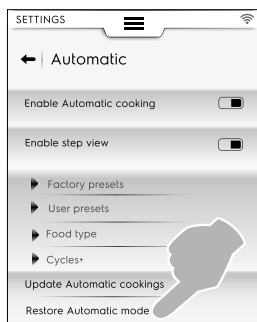 SETTINGS
Automatic
Enable Automatic cooking
Enable step view
Factory presets
User presets
Food type
Cycles+
Update Automatic cookings
Restore Automatic mode